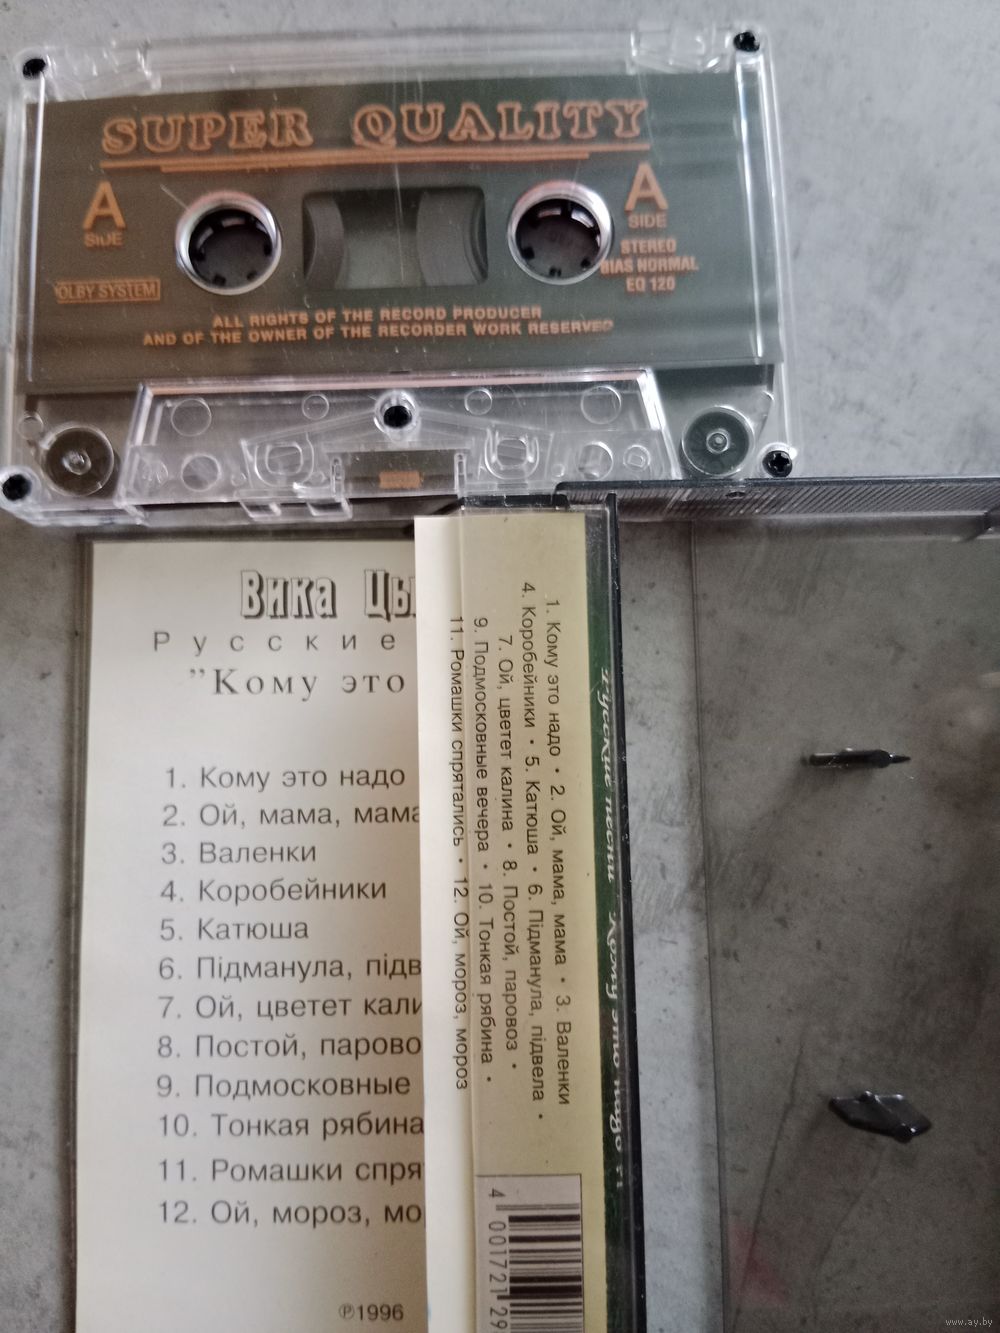 SUPER QUALITY
A
SIDE
A
SIDE
STEREO
BIAS NORMAL
EQ 120
OLBY SYSTEM
ALL RIGHTS OF THE RECORD PRODUCER
AND OF THE OWNER OF THE RECORDER WORK RESERVED
Вика Цы
Русские
"Кому это
1. Кому это надо
2. Ой, мама, мама
3. Валенки
4. Коробейники
5. Катюша
6. Підманула, підв
7. Ой, цветет кали
8. Постой, парово
9. Подмосковные
10. Тонкая рябина
11. Ромашки спря
12. Ой, мороз, мо
℗1996
1. Кому это надо • 2. Ой, мама, мама • 3. Валенки
4. Коробейники • 5. Катюша • 6. Підманула, підвела •
7. Ой, цветет калина • 8. Постой, паровоз •
9. Подмосковные вечера • 10. Тонкая рябина •
11. Ромашки спрятались • 12. Ой, мороз, мороз
4 001721 29
Русские песни Кому это надо
www.ay.by